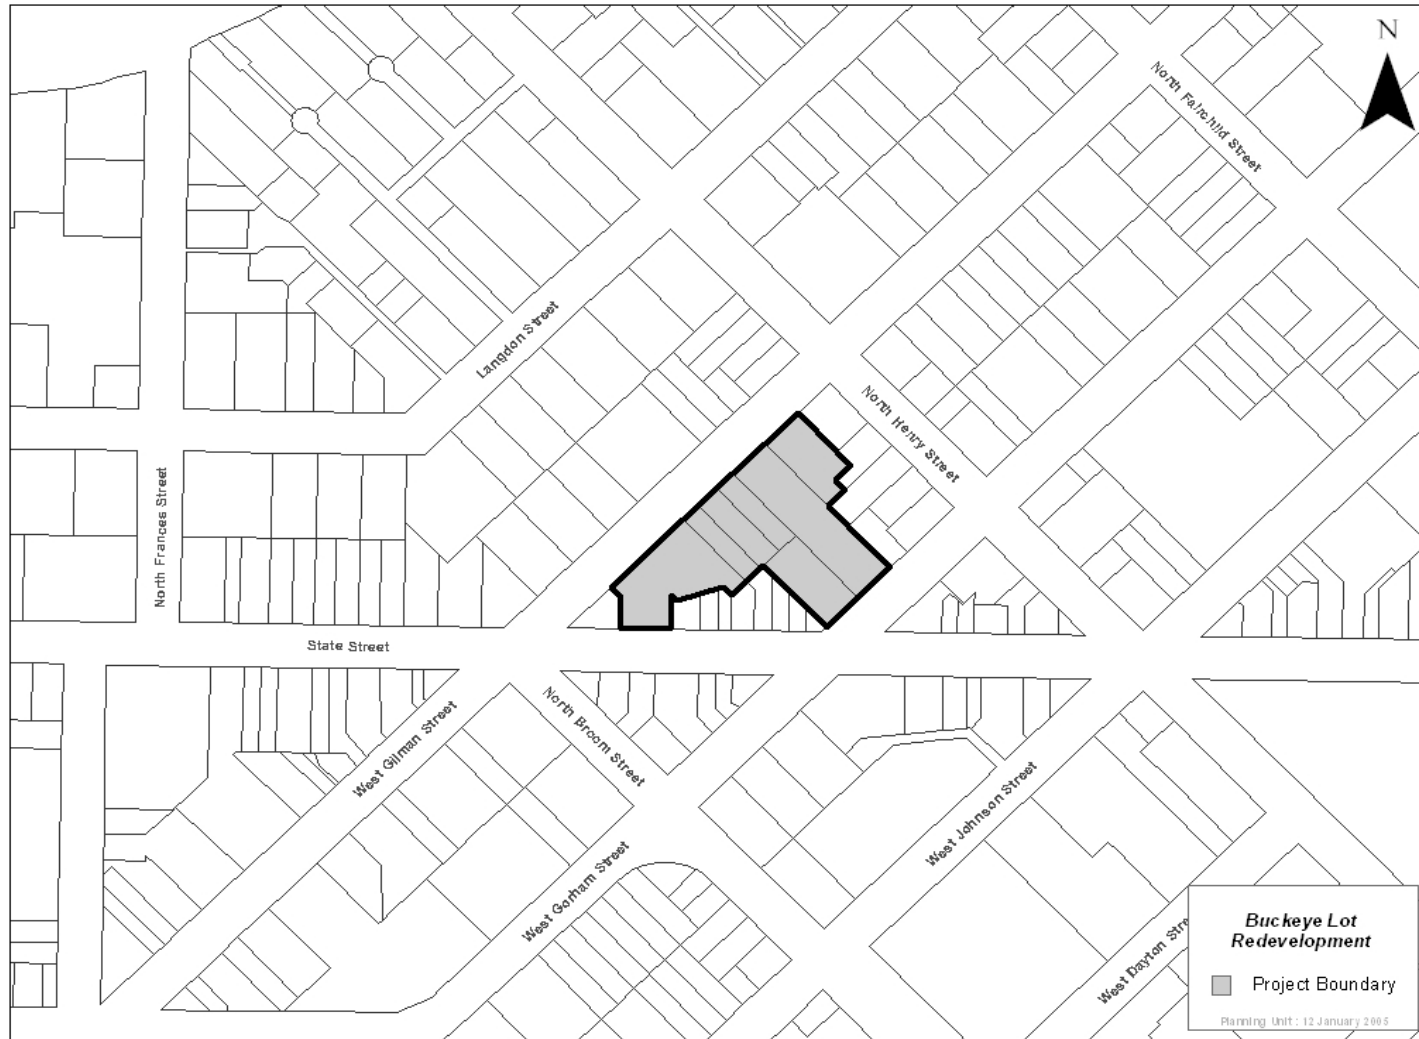 N
North Fairchild Street
Langdon Street
North Henry Street
North Frances Street
State Street
North Broom Street
West Gilman Street
West Johnson Street
West Gorham Street
West Dayton Stre
Buckeye Lot
Redevelopment
Project Boundary
Planning Unit : 12 January 2005